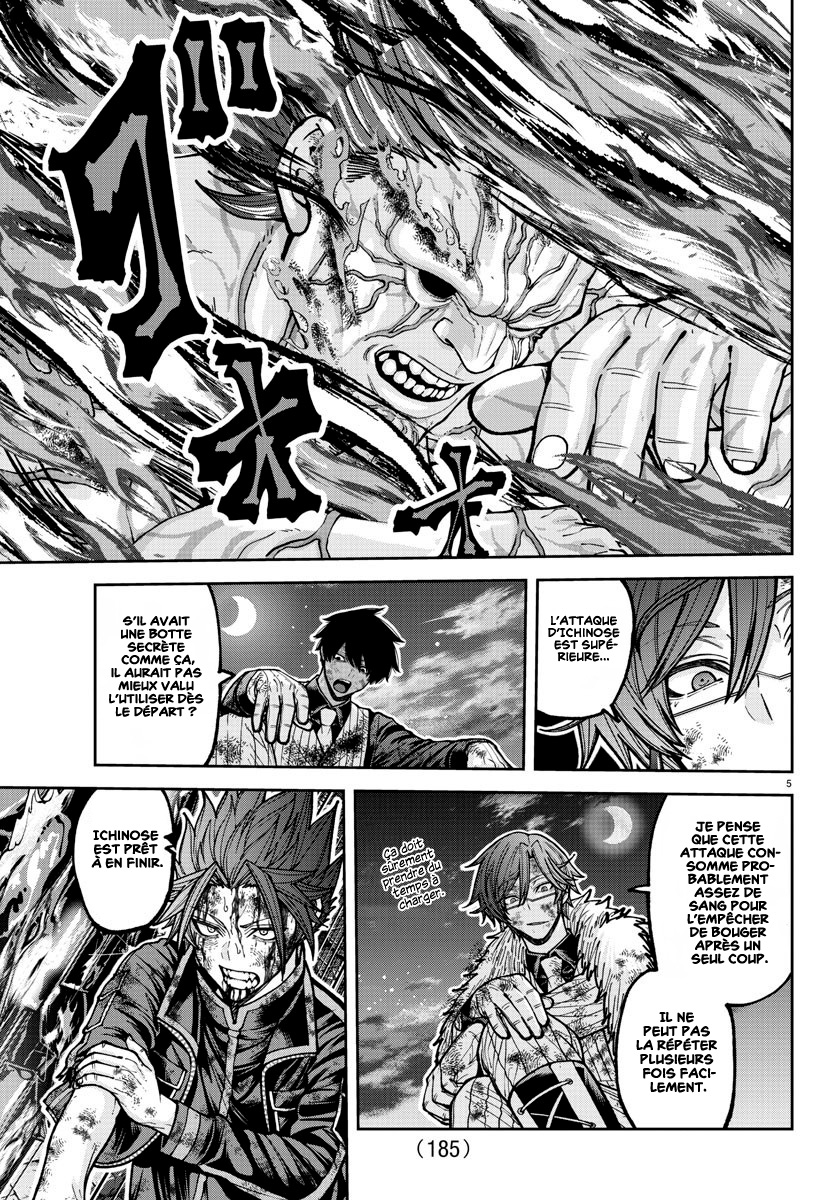 グォォ
L'ATTAQUE
D'ICHINOSE
EST SUPÉ-
RIEURE...
S'IL AVAIT
UNE BOTTE
SECRÈTE
COMME ÇA,
IL AURAIT PAS
MIEUX VALU
L'UTILISER DÈS
LE DÉPART ?
5
JE PENSE
QUE CETTE
ATTAQUE CON-
SOMME PRO-
BABLEMENT
ASSEZ DE
SANG POUR
L'EMPÊCHER
DE BOUGER
APRÈS UN
SEUL COUP.
Ça doit
sûrement
prendre du
temps à
charger.
IL NE
PEUT PAS
LA RÉPÉTER
PLUSIEURS
FOIS FACI-
LEMENT.
ICHINOSE
EST PRÊT
À EN FINIR.
(185)